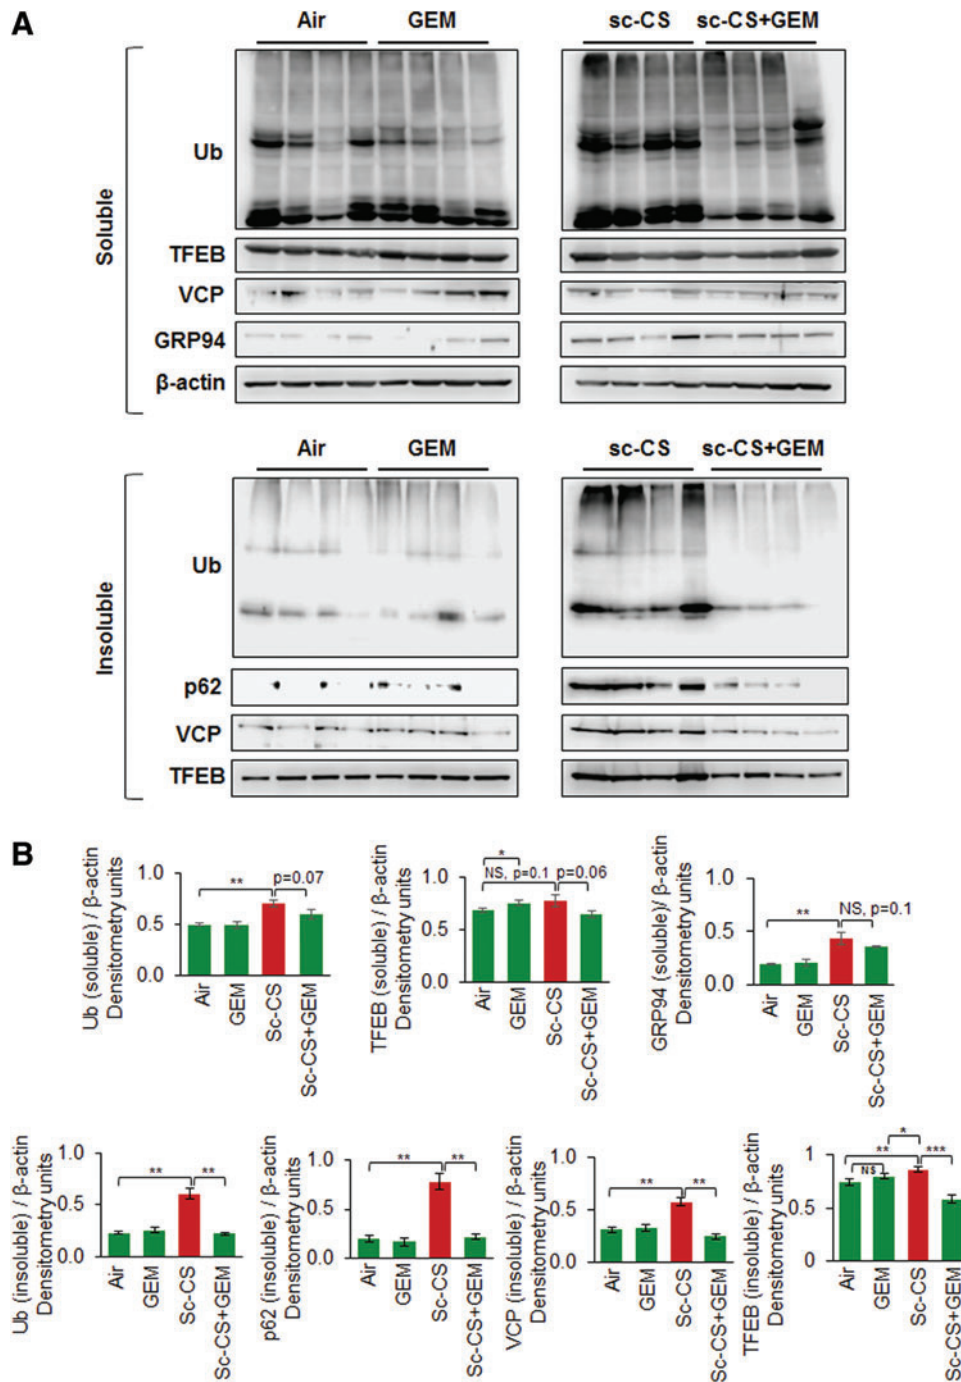 A
Air GEM sc-CS sc-CS+GEM
Soluble
Ub
TFEB
VCP
GRP94
β-actin
Air GEM sc-CS sc-CS+GEM
Insoluble
Ub
p62
VCP
TFEB
B
Ub (soluble) / β-actin
Densitometry units
1.0
0.5
0.0
** p=0.07
Air GEM Sc-CS Sc-CS+GEM
TFEB (soluble) / β-actin
Densitometry units
1.0
0.5
0.0
*
NS, p=0.1 p=0.06
Air GEM Sc-CS Sc-CS+GEM
GRP94 (soluble)/ β-actin
Densitometry units
1.0
0.5
0.0
** NS, p=0.1
Air GEM Sc-CS Sc-CS+GEM
Ub (insoluble) / β-actin
Densitometry units
1.0
0.5
0.0
** **
Air GEM Sc-CS Sc-CS+GEM
p62 (insoluble) / β-actin
Densitometry units
1.0
0.5
0.0
** **
Air GEM Sc-CS Sc-CS+GEM
VCP (insoluble) / β-actin
Densitometry units
1.0
0.5
0.0
** **
Air GEM Sc-CS Sc-CS+GEM
TFEB (insoluble) / β-actin
Densitometry units
1
0.5
0
*
** ***
NS
Air GEM Sc-CS Sc-CS+GEM